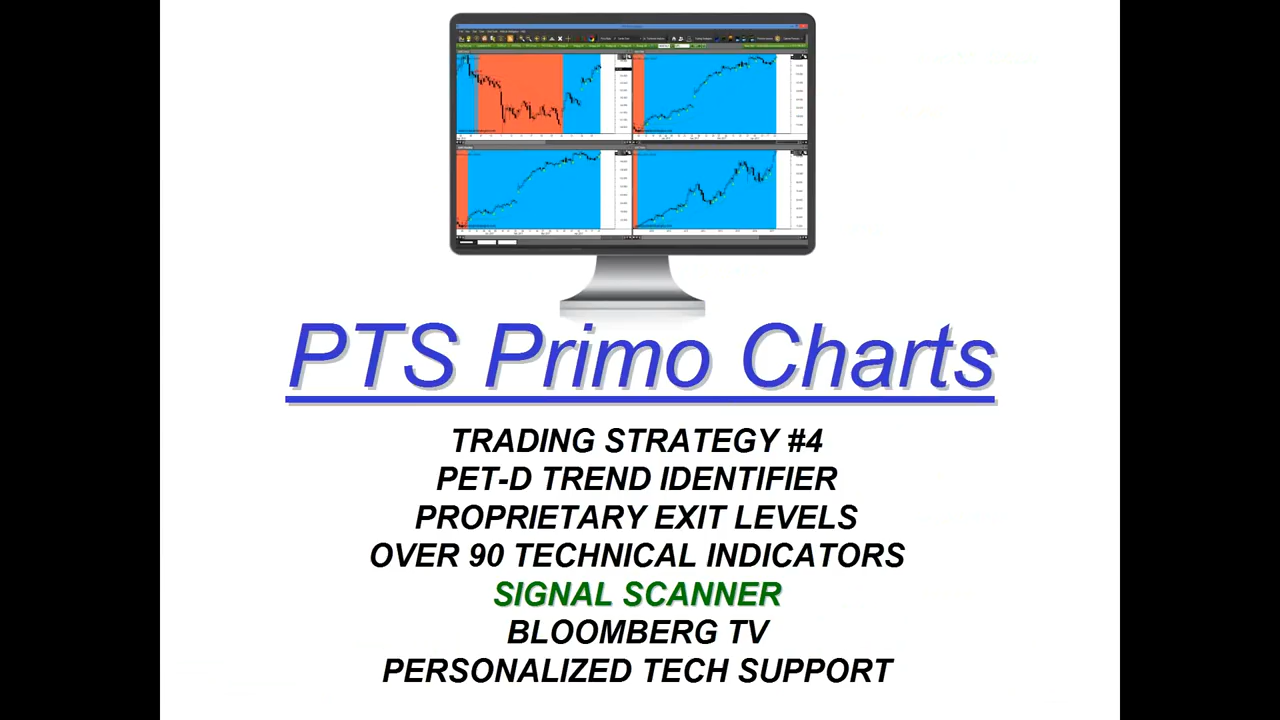 PTS Primo Charts
TRADING STRATEGY #4
PET-D TREND IDENTIFIER
PROPRIETARY EXIT LEVELS
OVER 90 TECHNICAL INDICATORS
SIGNAL SCANNER
BLOOMBERG TV
PERSONALIZED TECH SUPPORT